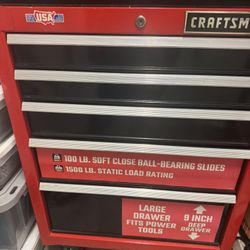 USA
CRAFTSM
100 LB. SOFT CLOSE BALL-BEARING SLIDES
1500 LB. STATIC LOAD RATING
LARGE
DRAWER
FITS POWER
TOOLS
9 INCH
DEEP
DRAWER